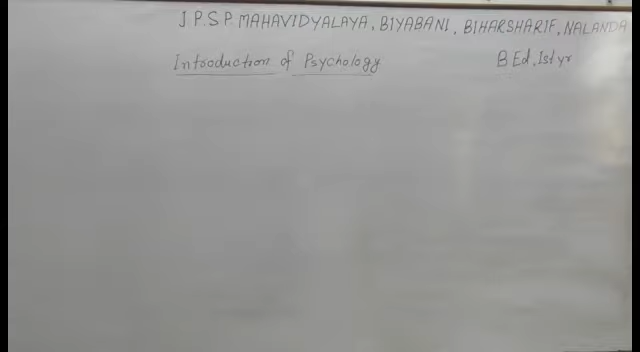 J P.S P. MAHAVIDYALAYA, BIYABANI, BIHARSHARIF, NALANDA
Introduction of Psychology B Ed, Ist yr